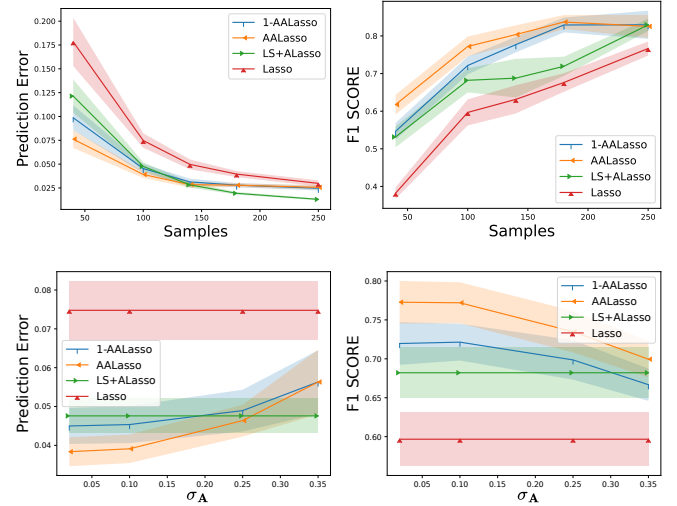 Prediction Error
0.200
0.175
0.150
0.125
0.100
0.075
0.050
0.025
50
100
150
200
250
Samples
1-AALasso
AALasso
LS+ALasso
Lasso
F1 SCORE
0.8
0.7
0.6
0.5
0.4
50
100
150
200
250
Samples
1-AALasso
AALasso
LS+ALasso
Lasso
Prediction Error
0.08
0.07
0.06
0.05
0.04
0.05
0.10
0.15
0.20
0.25
0.30
0.35
σA
1-AALasso
AALasso
LS+ALasso
Lasso
F1 SCORE
0.80
0.75
0.70
0.65
0.60
0.05
0.10
0.15
0.20
0.25
0.30
0.35
σA
1-AALasso
AALasso
LS+ALasso
Lasso